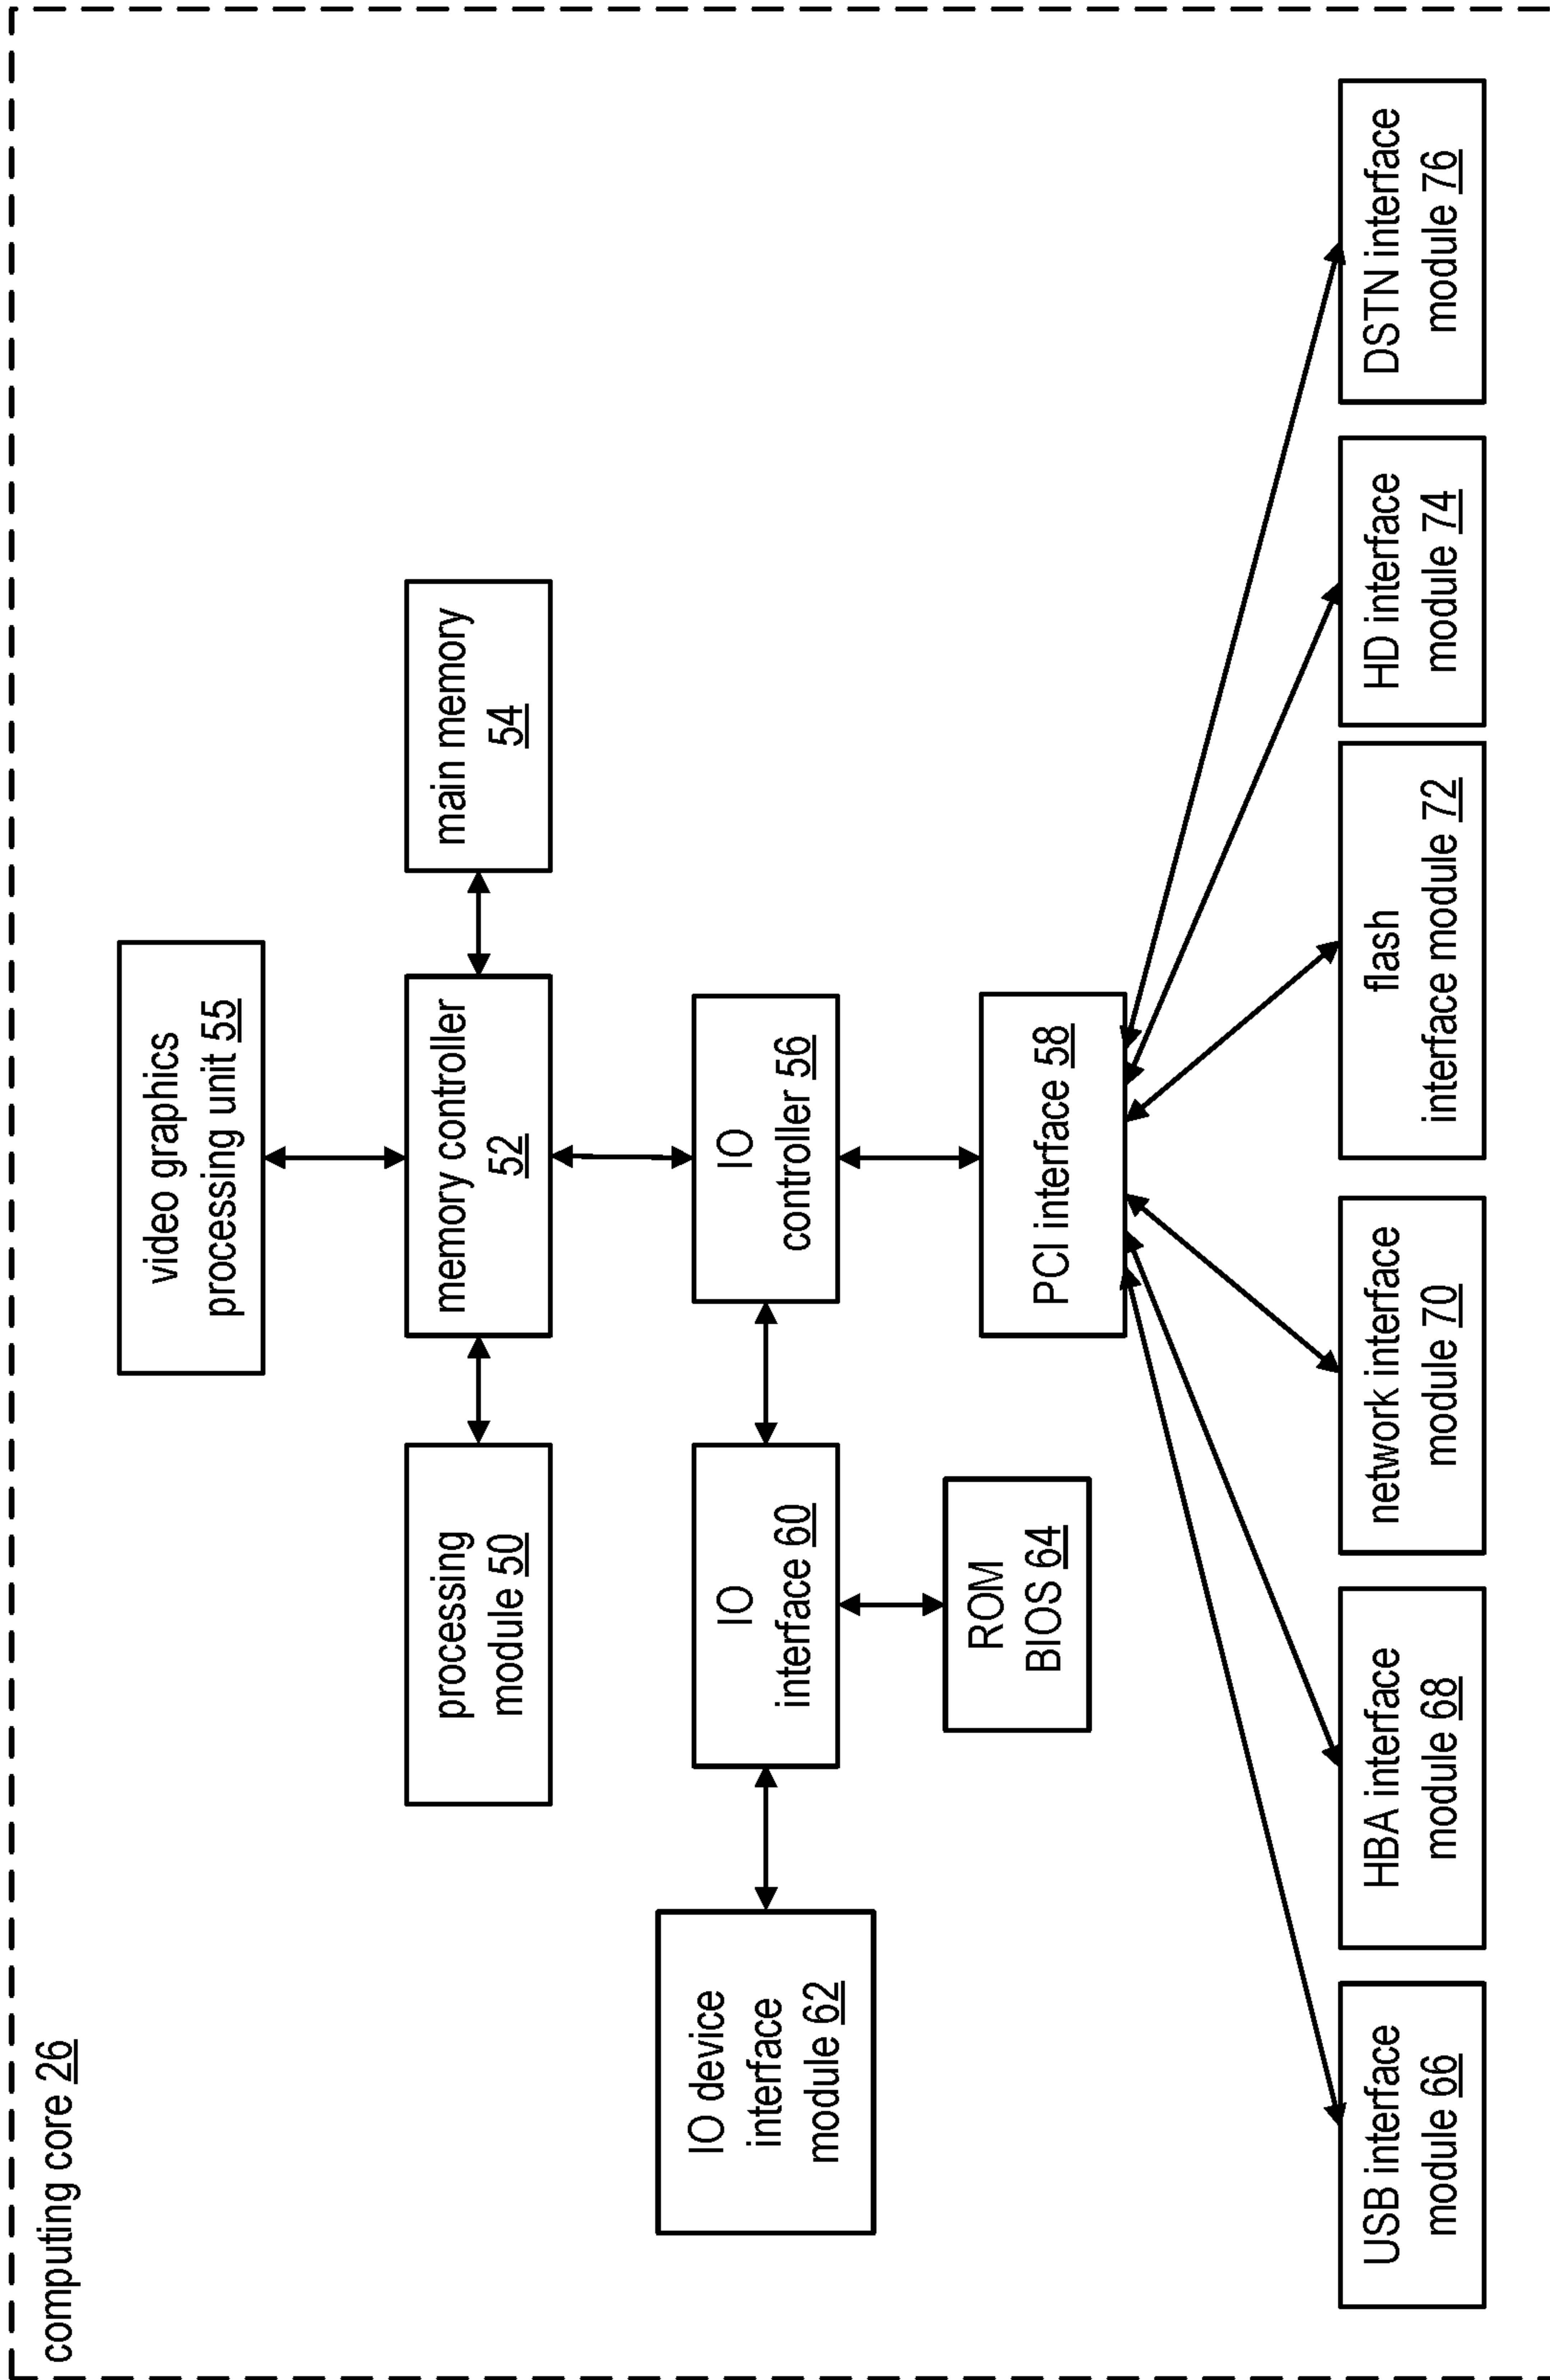 computing core 26
video graphics
processing unit 55
processing
module 50
memory controller
52
main memory
54
IO device
interface
module 62
IO
interface 60
IO
controller 56
ROM
BIOS 64
PCI interface 58
USB interface
module 66
HBA interface
module 68
network interface
module 70
flash
interface module 72
HD interface
module 74
DSTN interface
module 76